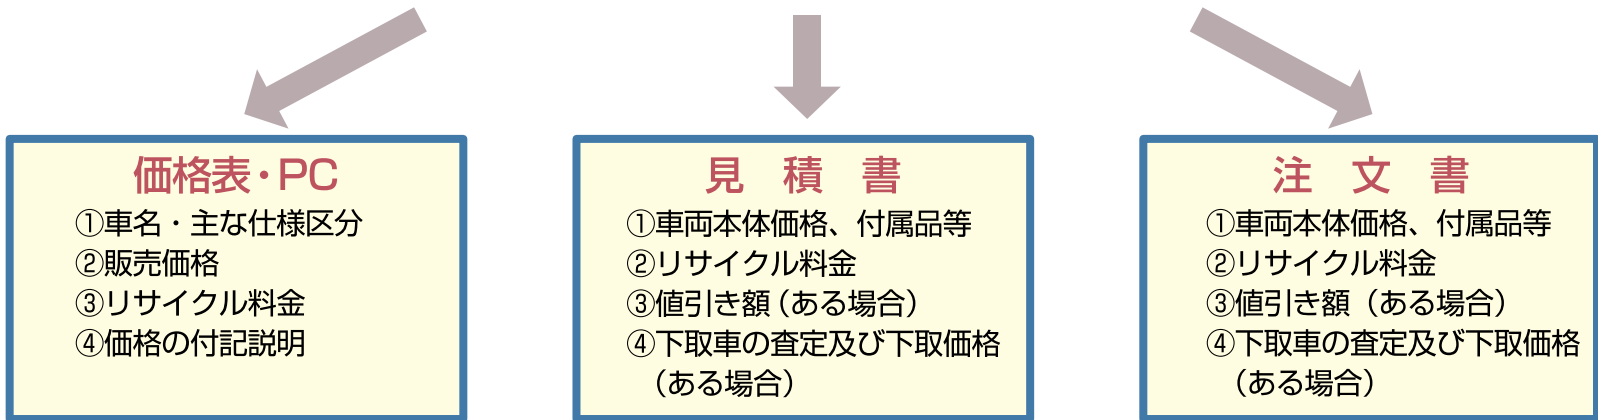 価格表・PC
①車名・主な仕様区分
②販売価格
③リサイクル料金
④価格の付記説明
見 積 書
①車両本体価格、付属品等
②リサイクル料金
③値引き額(ある場合)
④下取車の査定及び下取価格
(ある場合)
注 文 書
①車両本体価格、付属品等
②リサイクル料金
③値引き額(ある場合)
④下取車の査定及び下取価格
(ある場合)